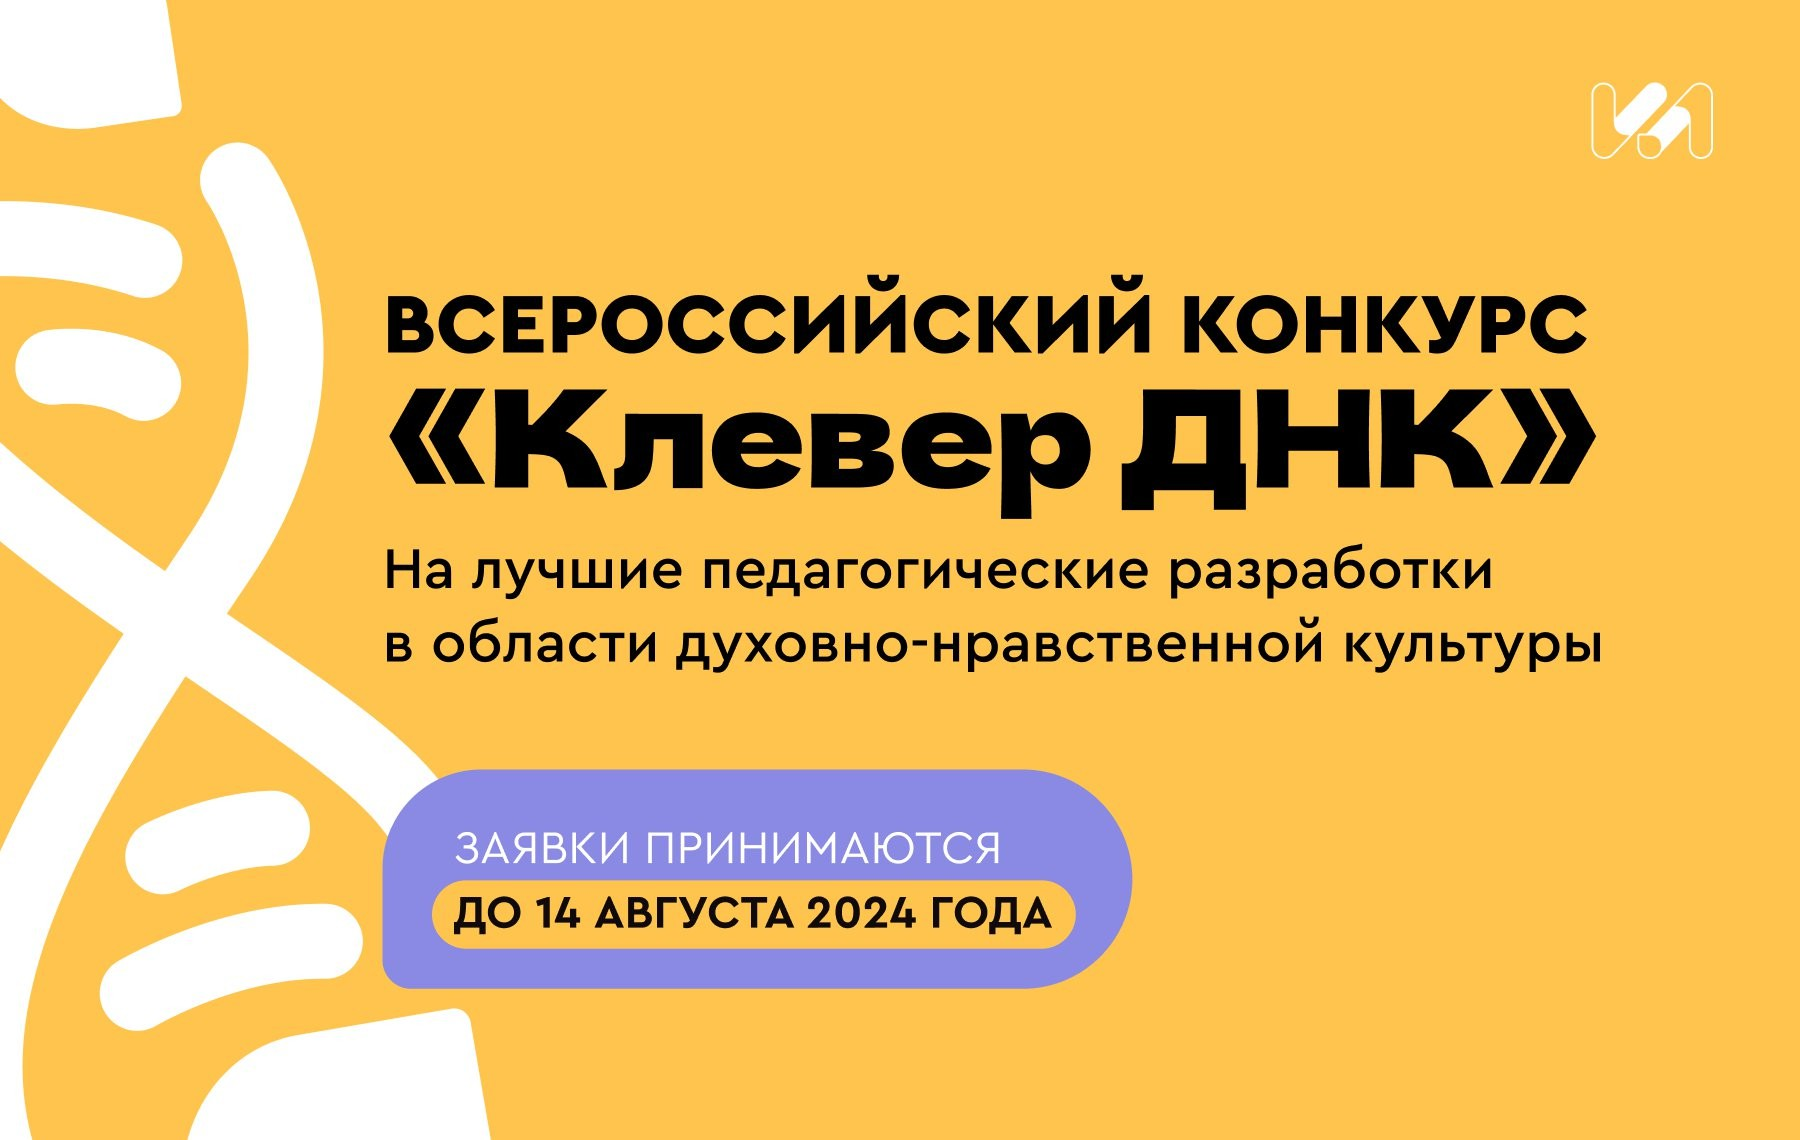 ВСЕРОССИЙСКИЙ КОНКУРС
«Клевер ДНК»
На лучшие педагогические разработки
в области духовно-нравственной культуры
ЗАЯВКИ ПРИНИМАЮТСЯ
ДО 14 АВГУСТА 2024 ГОДА